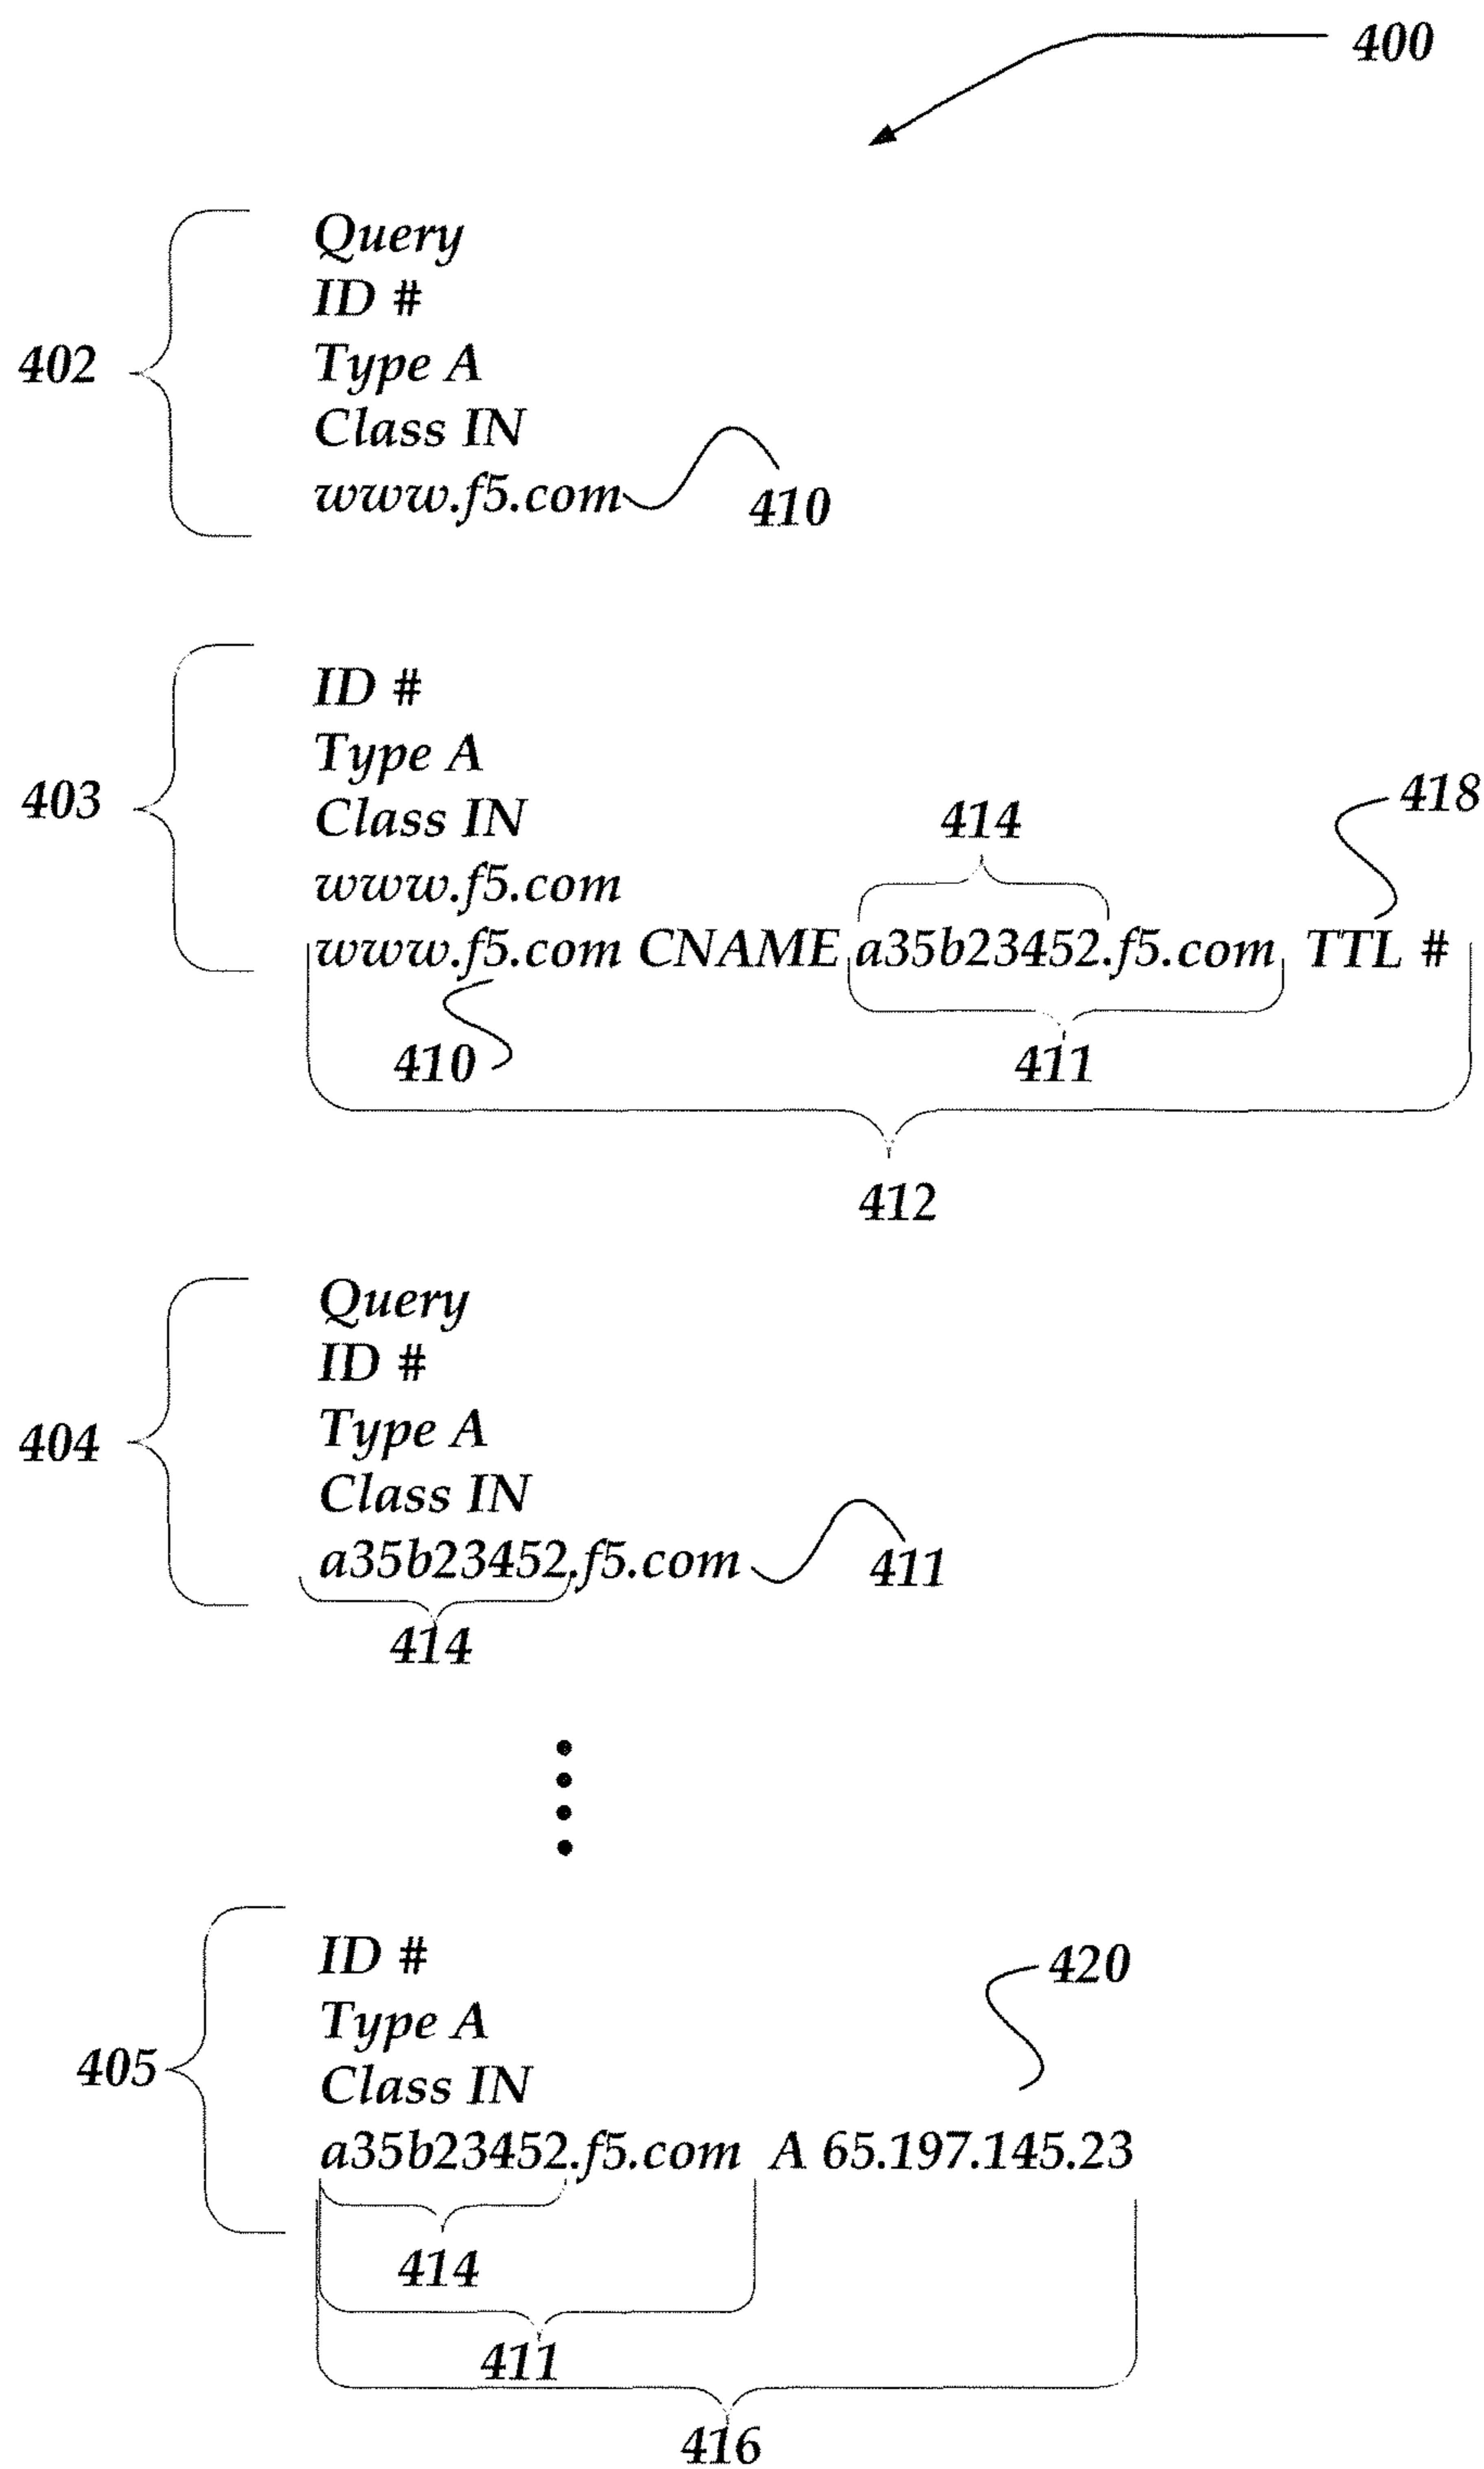 400
Query
ID #
402 Type A
Class IN
www.f5.com 410
ID #
Type A
403 Class IN 414 418
www.f5.com
www.f5.com CNAME a35b23452.f5.com TTL #
410 411
412
Query
ID #
404 Type A
Class IN
a35b23452.f5.com 411
414
ID # 420
Type A
405 Class IN
a35b23452.f5.com A 65.197.145.23
414
411
416